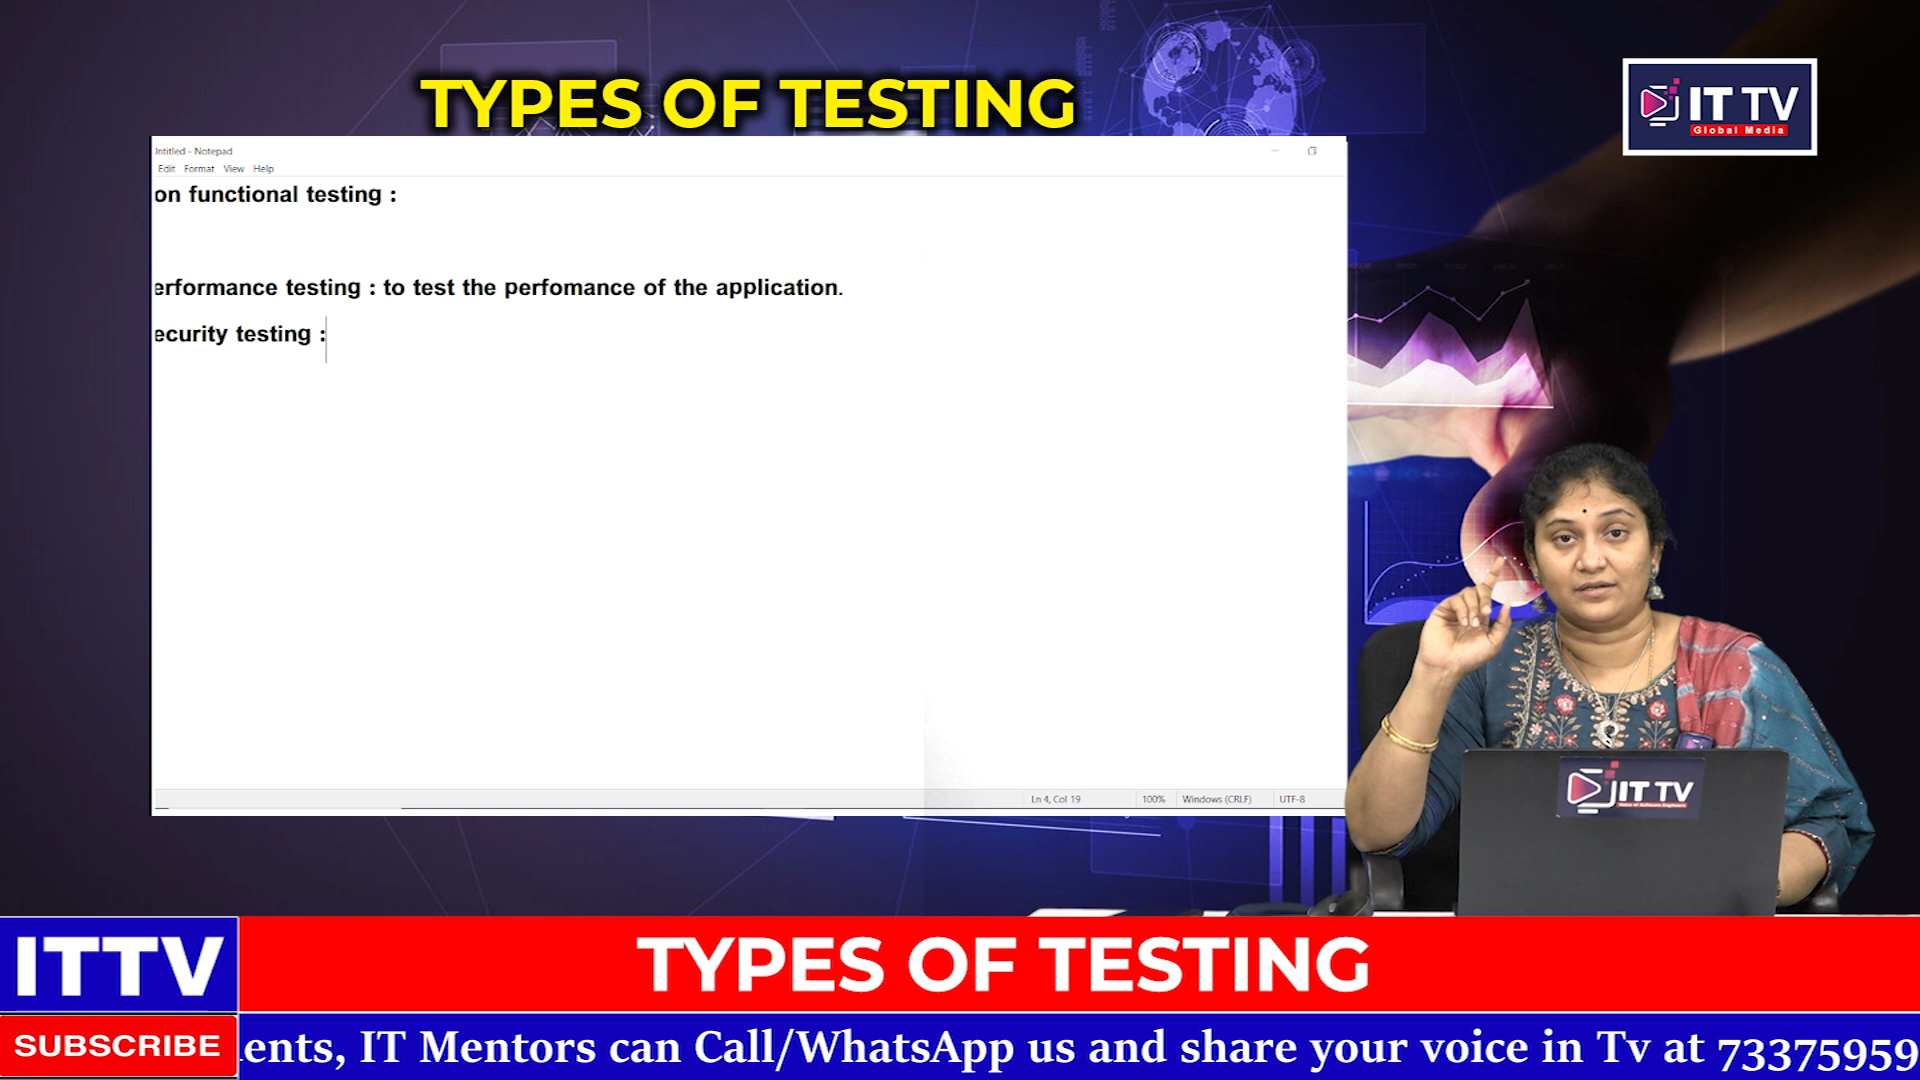 TYPES OF TESTING
IT TV
Global Media
Untitled - Notepad
Edit Format View Help
on functional testing :
erformance testing : to test the perfomance of the application.
ecurity testing :
Ln 4, Col 19 100% Windows (CRLF) UTF-8
IT TV
ITTV
TYPES OF TESTING
SUBSCRIBE
ents, IT Mentors can Call/WhatsApp us and share your voice in Tv at 73375959